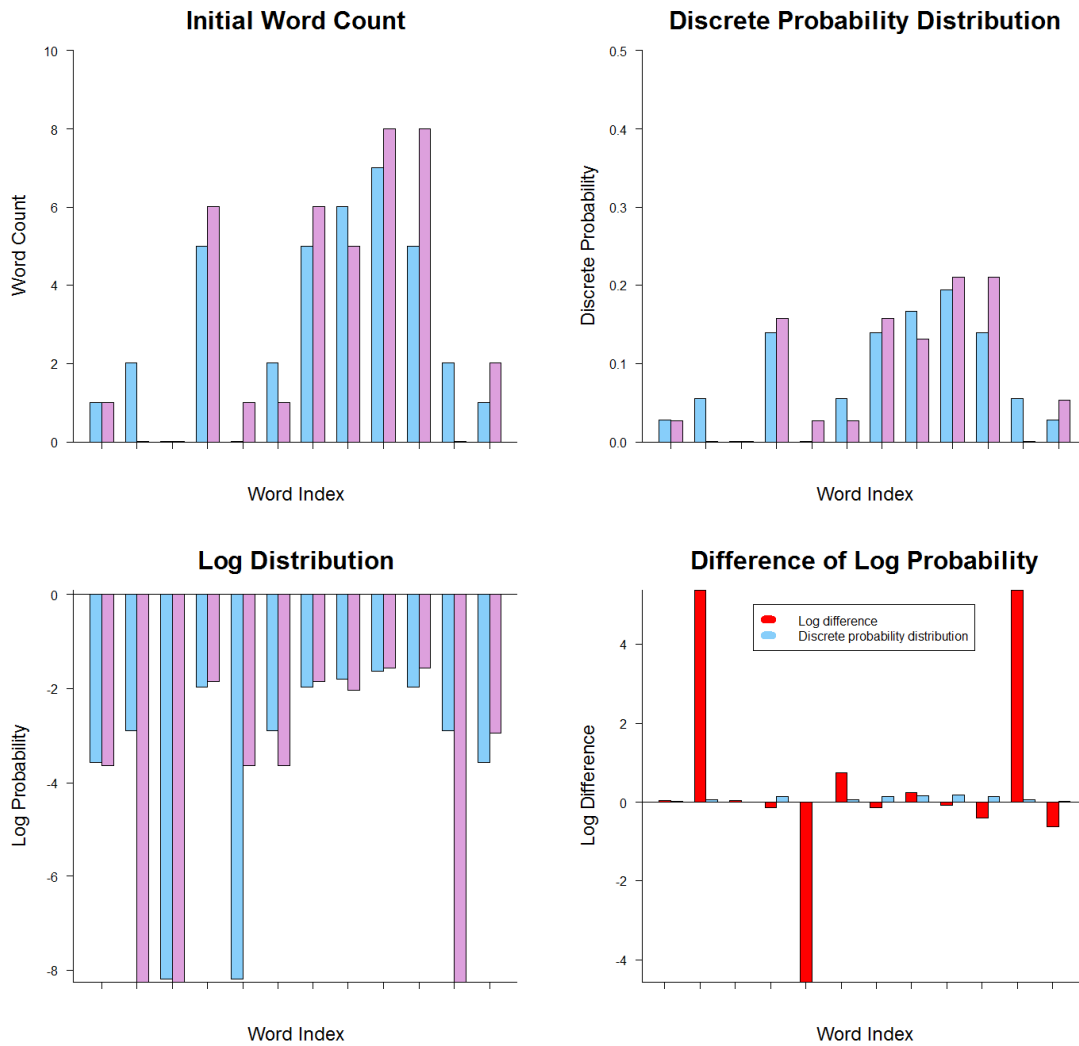 Initial Word Count
10
8
6
4
2
0
Word Count
Word Index
Discrete Probability Distribution
0.5
0.4
0.3
0.2
0.1
0.0
Discrete Probability
Word Index
Log Distribution
0
-2
-4
-6
-8
Log Probability
Word Index
Difference of Log Probability
Log difference
Discrete probability distribution
4
2
0
-2
-4
Log Difference
Word Index